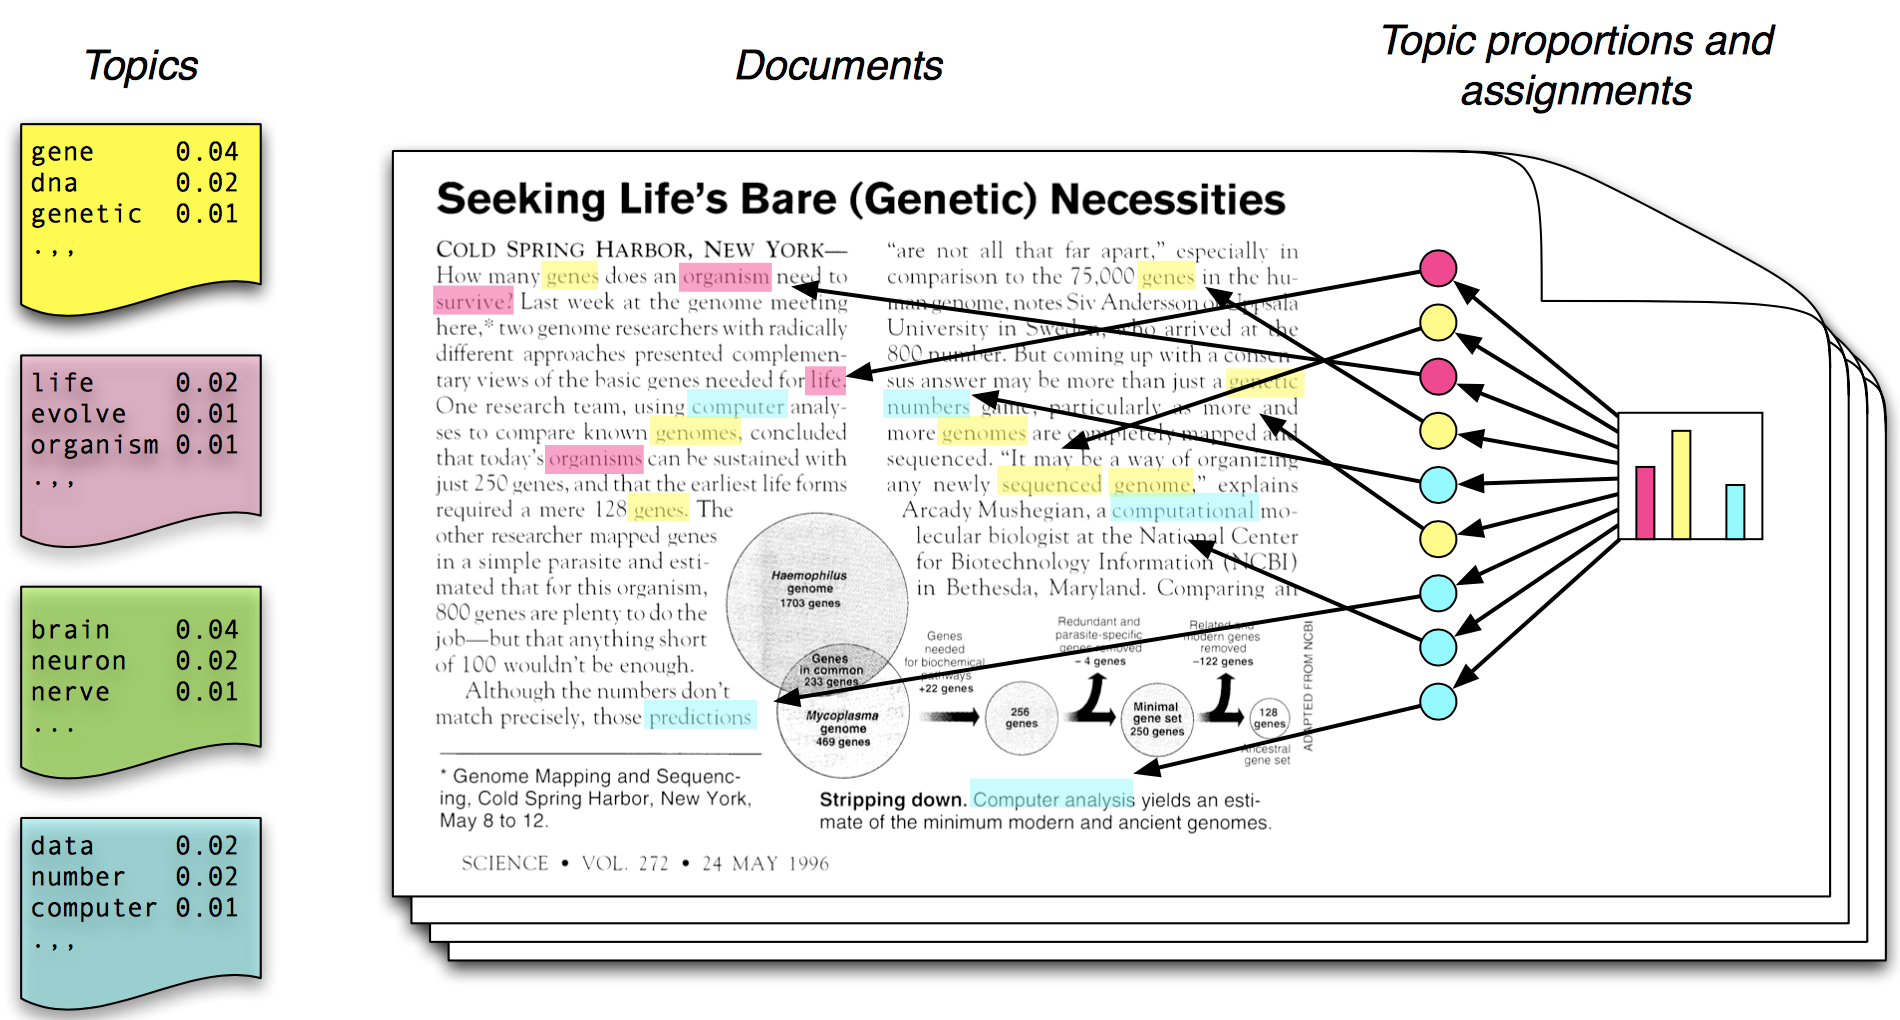 Topics
Documents
Topic proportions and
assignments
gene 0.04
dna 0.02
genetic 0.01
.,,
life 0.02
evolve 0.01
organism 0.01
.,,
brain 0.04
neuron 0.02
nerve 0.01
...
data 0.02
number 0.02
computer 0.01
.,,
Seeking Life's Bare (Genetic) Necessities
COLD SPRING HARBOR, NEW YORK—
How many genes does an organism need to
survive? Last week at the genome meeting
here,* two genome researchers with radically
different approaches presented complemen-
tary views of the basic genes needed for life.
One research team, using computer analy-
ses to compare known genomes, concluded
that today's organisms can be sustained with
just 250 genes, and that the earliest life forms
required a mere 128 genes. The
other researcher mapped genes
in a simple parasite and esti-
mated that for this organism,
800 genes are plenty to do the
job—but that anything short
of 100 wouldn't be enough.
Although the numbers don't
match precisely, those predictions
* Genome Mapping and Sequenc-
ing, Cold Spring Harbor, New York,
May 8 to 12.
"are not all that far apart," especially in
comparison to the 75,000 genes in the hu-
man genome, notes Siv Andersson of Uppsala
University in Sweden, who arrived at the
800 number. But coming up with a consen-
sus answer may be more than just a genetic
numbers game, particularly as more and
more genomes are completely mapped and
sequenced. "It may be a way of organizing
any newly sequenced genome," explains
Arcady Mushegian, a computational mo-
lecular biologist at the National Center
for Biotechnology Information (NCBI)
in Bethesda, Maryland. Comparing an
Haemophilus
genome
1703 genes
Genes
in common
233 genes
Mycoplasma
genome
469 genes
Genes
needed
for biochemical
pathways
+22 genes
256
genes
Redundant and
parasite-specific
genes removed
–4 genes
Minimal
gene set
250 genes
Related and
modern genes
removed
–122 genes
128
genes
Ancestral
gene set
ADAPTED FROM NCBI
Stripping down. Computer analysis yields an esti-
mate of the minimum modern and ancient genomes.
SCIENCE • VOL. 272 • 24 MAY 1996